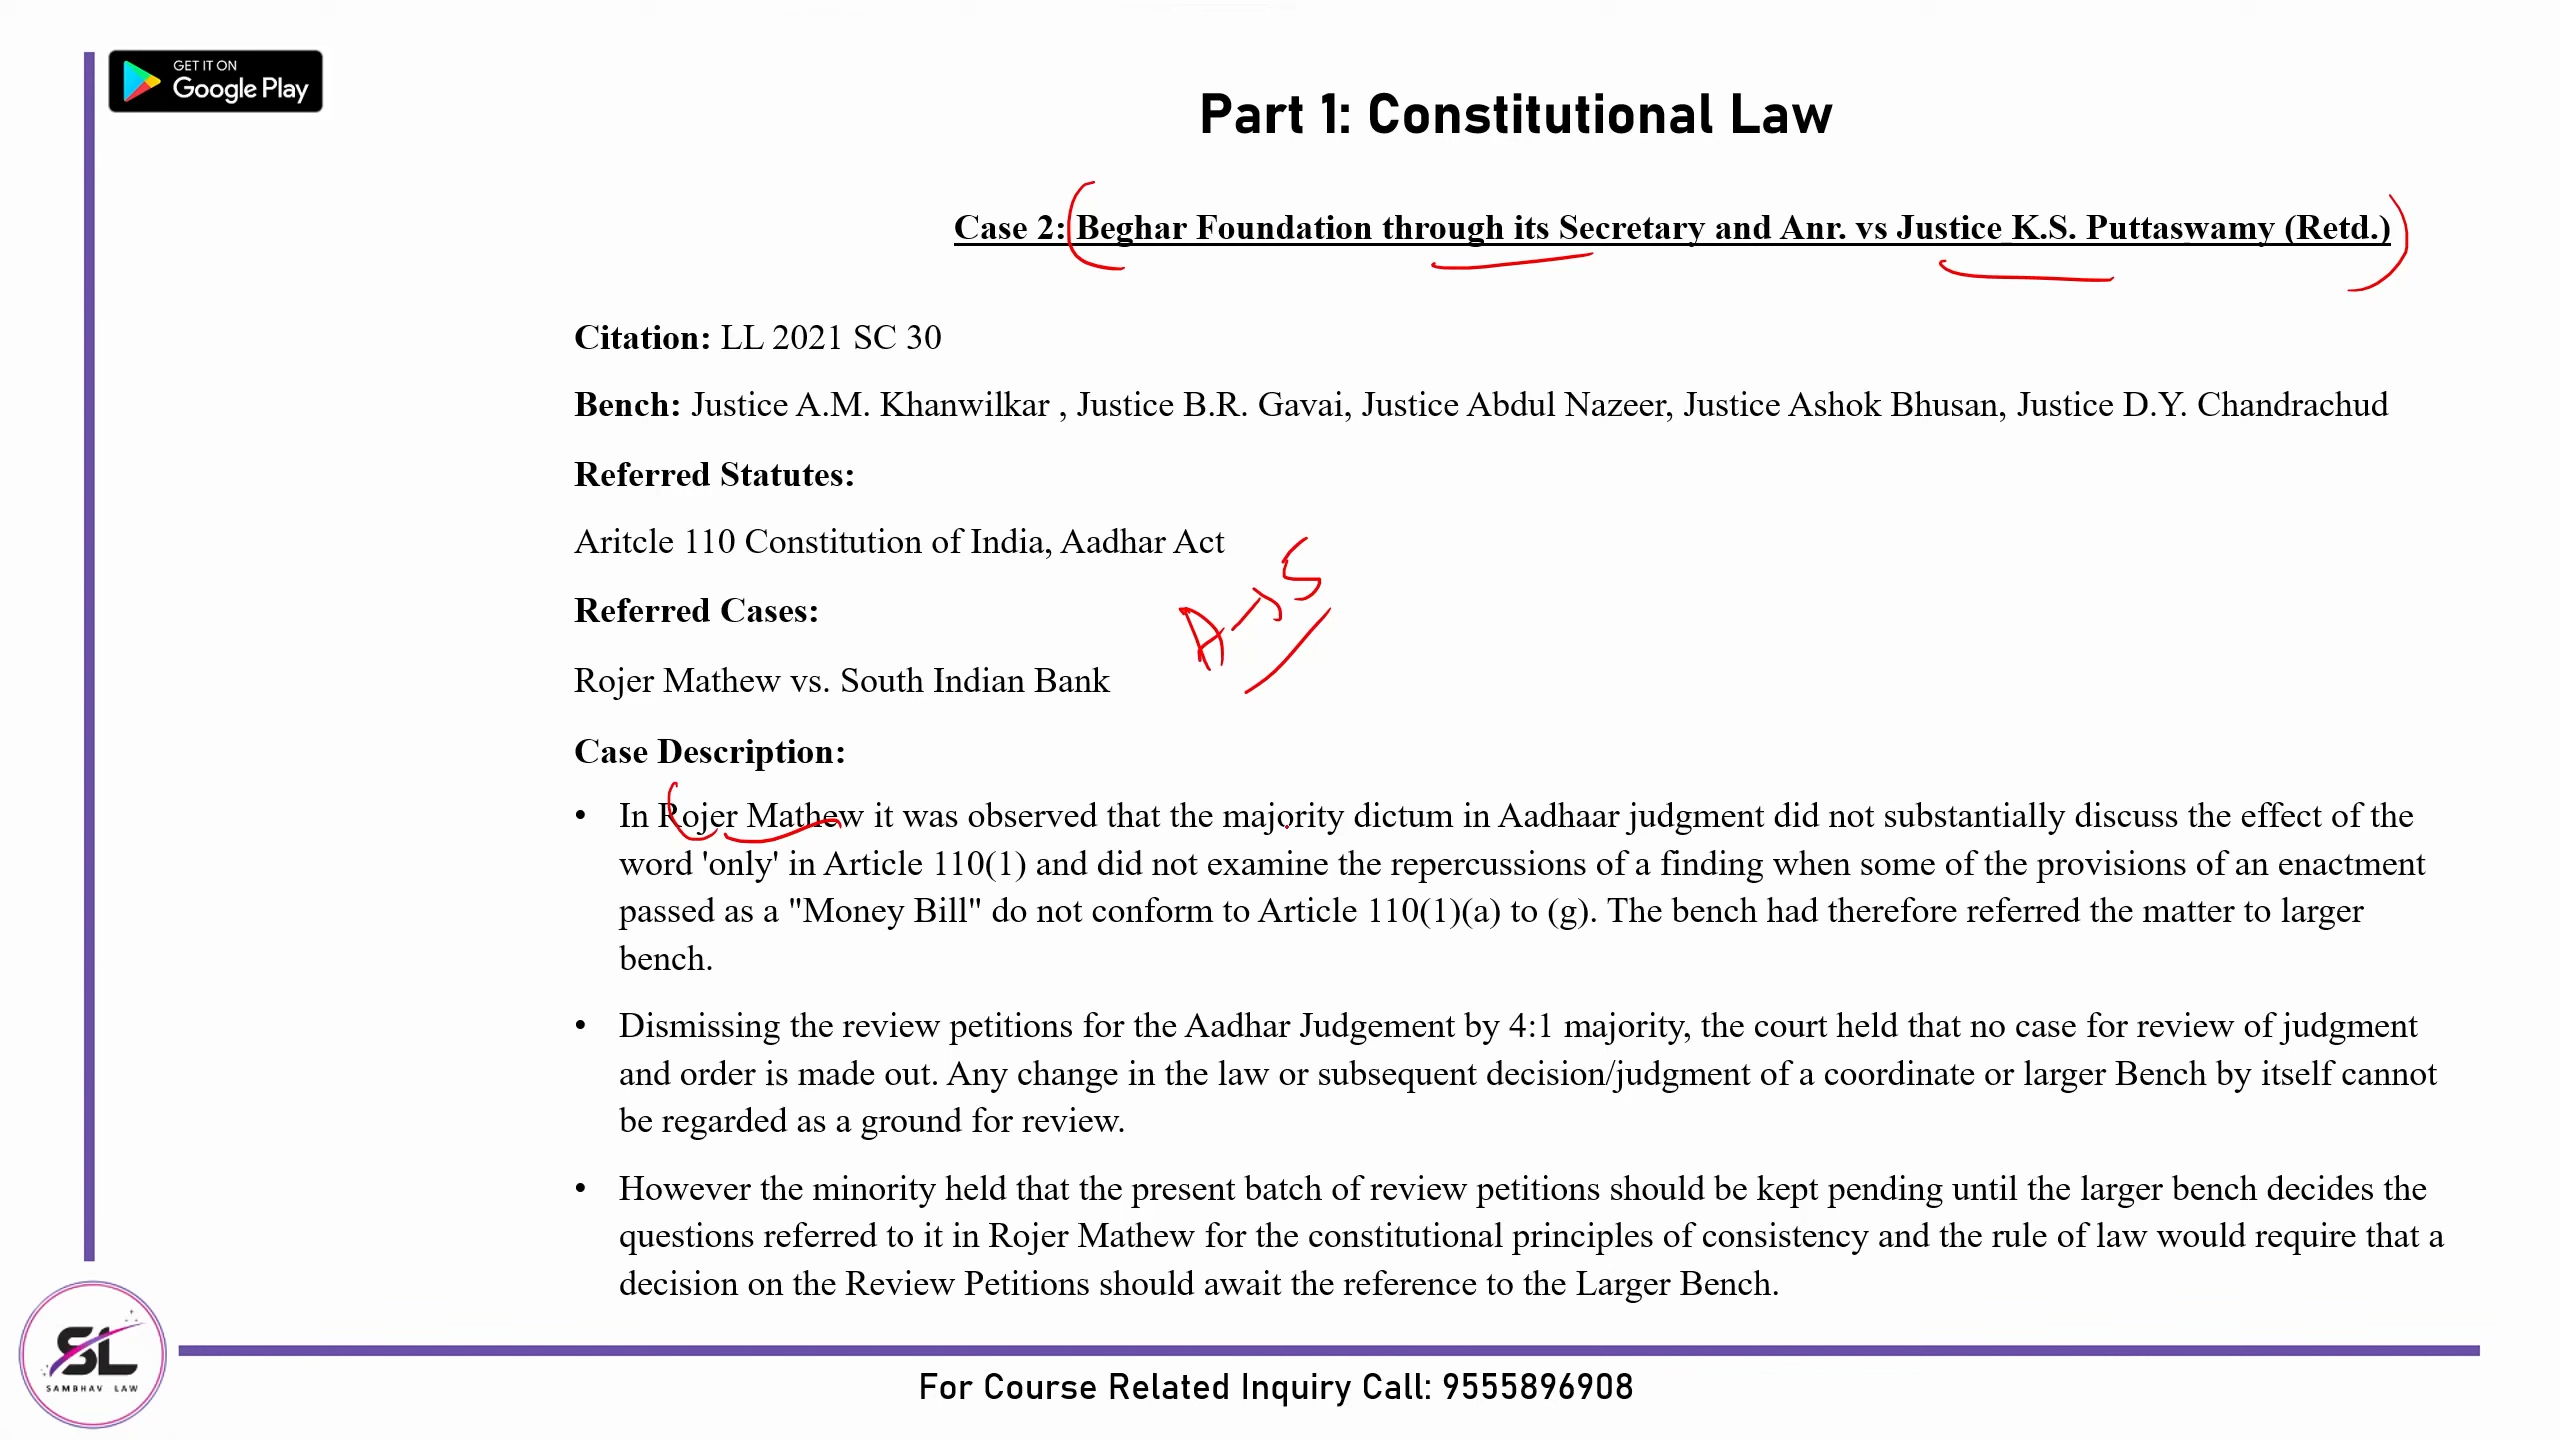 GET IT ON
Google Play
Part 1: Constitutional Law
Case 2: Beghar Foundation through its Secretary and Anr. vs Justice K.S. Puttaswamy (Retd.)
Citation: LL 2021 SC 30
Bench: Justice A.M. Khanwilkar , Justice B.R. Gavai, Justice Abdul Nazeer, Justice Ashok Bhusan, Justice D.Y. Chandrachud
Referred Statutes:
Aritcle 110 Constitution of India, Aadhar Act
Referred Cases:
A→S
Rojer Mathew vs. South Indian Bank
Case Description:
• In Rojer Mathew it was observed that the majority dictum in Aadhaar judgment did not substantially discuss the effect of the
word 'only' in Article 110(1) and did not examine the repercussions of a finding when some of the provisions of an enactment
passed as a "Money Bill" do not conform to Article 110(1)(a) to (g). The bench had therefore referred the matter to larger
bench.
• Dismissing the review petitions for the Aadhar Judgement by 4:1 majority, the court held that no case for review of judgment
and order is made out. Any change in the law or subsequent decision/judgment of a coordinate or larger Bench by itself cannot
be regarded as a ground for review.
• However the minority held that the present batch of review petitions should be kept pending until the larger bench decides the
questions referred to it in Rojer Mathew for the constitutional principles of consistency and the rule of law would require that a
decision on the Review Petitions should await the reference to the Larger Bench.
SL
SAMBHAV LAW
For Course Related Inquiry Call: 9555896908